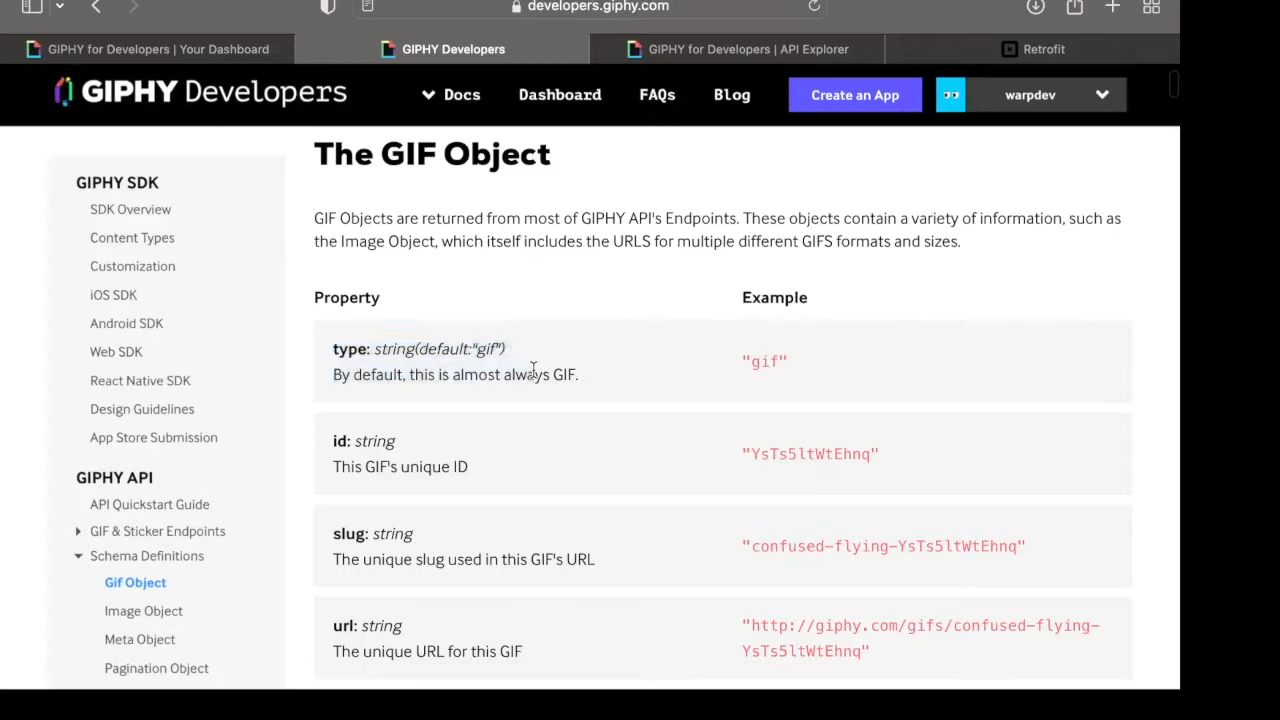 developers.giphy.com
GIPHY for Developers | Your Dashboard
GIPHY Developers
GIPHY for Developers | API Explorer
Retrofit
GIPHY Developers
Docs
Dashboard
FAQs
Blog
Create an App
warpdev
GIPHY SDK
SDK Overview
Content Types
Customization
iOS SDK
Android SDK
Web SDK
React Native SDK
Design Guidelines
App Store Submission
GIPHY API
API Quickstart Guide
GIF & Sticker Endpoints
Schema Definitions
Gif Object
Image Object
Meta Object
Pagination Object
The GIF Object
GIF Objects are returned from most of GIPHY API's Endpoints. These objects contain a variety of information, such as
the Image Object, which itself includes the URLS for multiple different GIFS formats and sizes.
Property
Example
type: string(default:"gif")
By default, this is almost always GIF.
"gif"
id: string
This GIF's unique ID
"YsTs5ltWtEhnq"
slug: string
The unique slug used in this GIF's URL
"confused-flying-YsTs5ltWtEhnq"
url: string
The unique URL for this GIF
"http://giphy.com/gifs/confused-flying-
YsTs5ltWtEhnq"